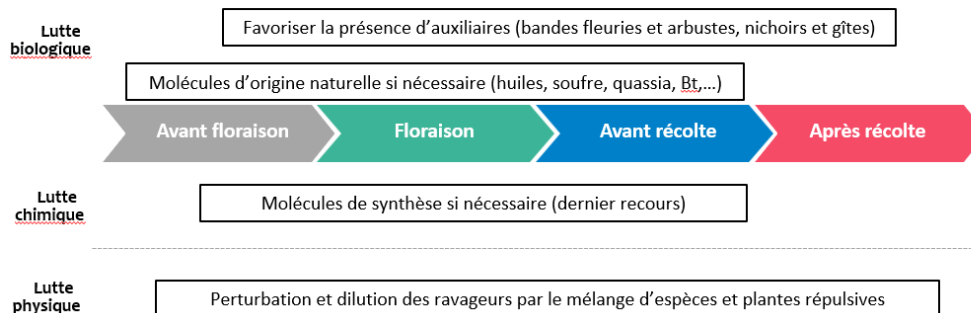 Lutte
biologique
Favoriser la présence d’auxiliaires (bandes fleuries et arbustes, nichoirs et gîtes)
Molécules d’origine naturelle si nécessaire (huiles, soufre, quassia, Bt,…)
Avant floraison
Floraison
Avant récolte
Après récolte
Lutte
chimique
Molécules de synthèse si nécessaire (dernier recours)
Lutte
physique
Perturbation et dilution des ravageurs par le mélange d’espèces et plantes répulsives